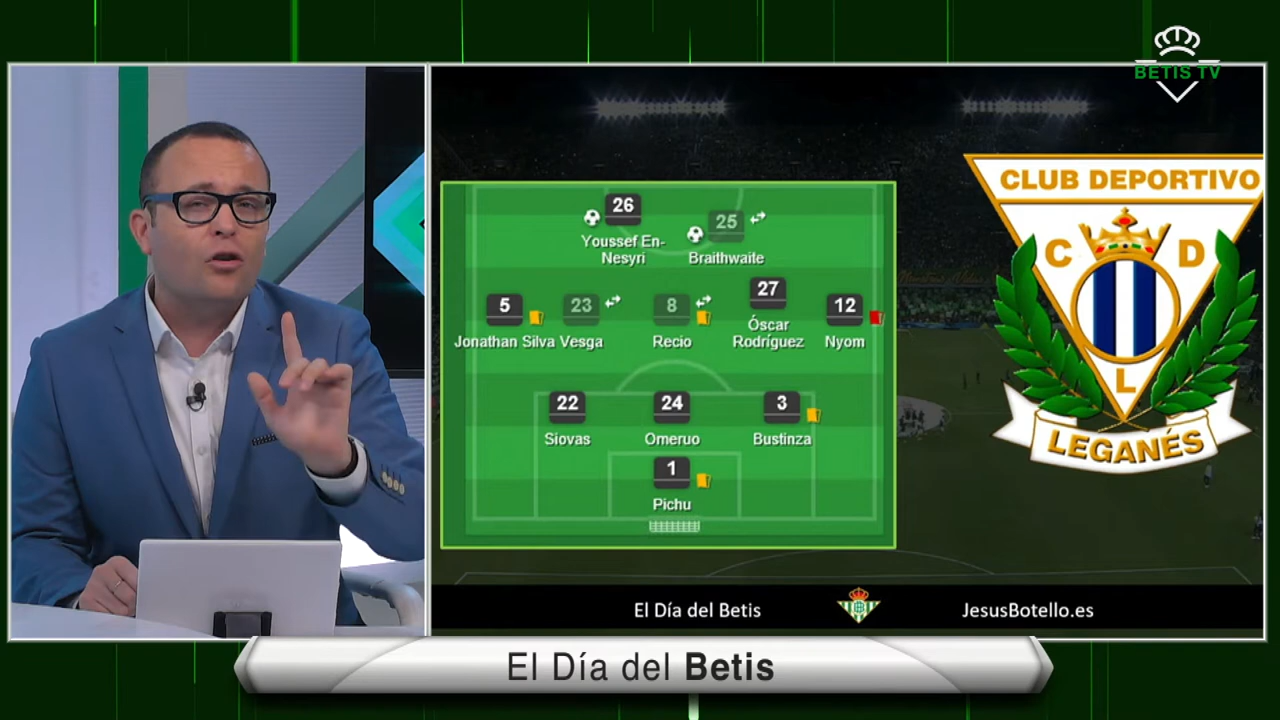 BETIS TV
CLUB DEPORTIVO
C D
L
LEGANÉS
26
Youssef En-
Nesyri
25
Braithwaite
5
Jonathan Silva
23
Vesga
8
Recio
27
Óscar
Rodríguez
12
Nyom
22
Siovas
24
Omeruo
3
Bustinza
1
Pichu
El Día del Betis
JesusBotello.es
El Día del Betis